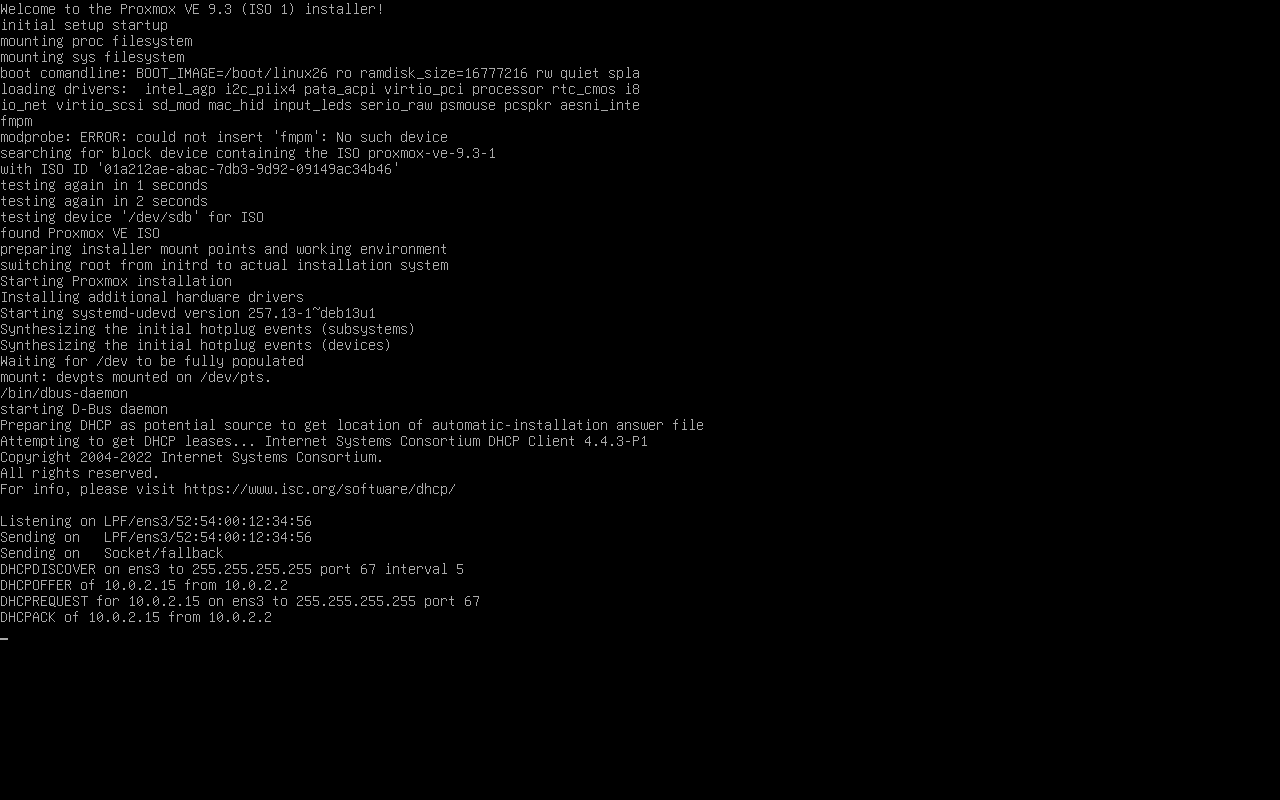 Welcome to the Proxmox VE 9.3 (ISO 1) installer!
initial setup startup
mounting proc filesystem
mounting sys filesystem
boot comandline: BOOT_IMAGE=/boot/linux26 ro ramdisk_size=16777216 rw quiet spla
loading drivers:  intel_agp i2c_piix4 pata_acpi virtio_pci processor rtc_cmos i8
io_net virtio_scsi sd_mod mac_hid input_leds serio_raw psmouse pcspkr aesni_inte
fmpm
modprobe: ERROR: could not insert 'fmpm': No such device
searching for block device containing the ISO proxmox-ve-9.3-1
with ISO ID '01a212ae-abac-7db3-9d92-09149ac34b46'
testing again in 1 seconds
testing again in 2 seconds
testing device '/dev/sdb' for ISO
found Proxmox VE ISO
preparing installer mount points and working environment
switching root from initrd to actual installation system
Starting Proxmox installation
Installing additional hardware drivers
Starting systemd-udevd version 257.13-1~deb13u1
Synthesizing the initial hotplug events (subsystems)
Synthesizing the initial hotplug events (devices)
Waiting for /dev to be fully populated
mount: devpts mounted on /dev/pts.
/bin/dbus-daemon
starting D-Bus daemon
Preparing DHCP as potential source to get location of automatic-installation answer file
Attempting to get DHCP leases... Internet Systems Consortium DHCP Client 4.4.3-P1
Copyright 2004-2022 Internet Systems Consortium.
All rights reserved.
For info, please visit https://www.isc.org/software/dhcp/

Listening on LPF/ens3/52:54:00:12:34:56
Sending on   LPF/ens3/52:54:00:12:34:56
Sending on   Socket/fallback
DHCPDISCOVER on ens3 to 255.255.255.255 port 67 interval 5
DHCPOFFER of 10.0.2.15 from 10.0.2.2
DHCPREQUEST for 10.0.2.15 on ens3 to 255.255.255.255 port 67
DHCPACK of 10.0.2.15 from 10.0.2.2